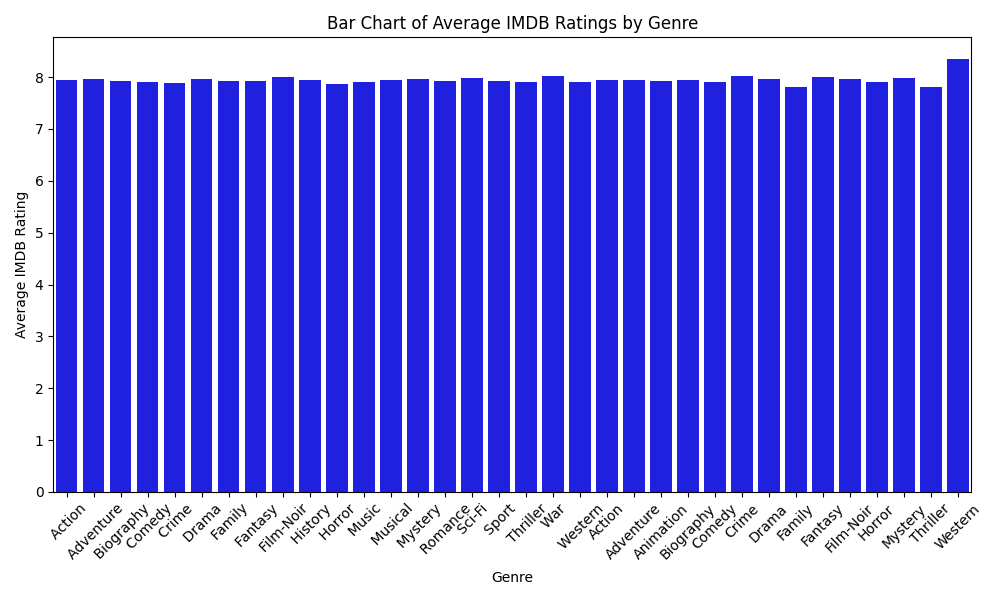 Bar Chart of Average IMDB Ratings by Genre
Average IMDB Rating
8
7
6
5
4
3
2
1
0
Action
Adventure
Biography
Comedy
Crime
Drama
Family
Fantasy
Film-Noir
History
Horror
Music
Musical
Mystery
Romance
Sci-Fi
Sport
Thriller
War
Western
Action
Adventure
Animation
Biography
Comedy
Crime
Drama
Family
Fantasy
Film-Noir
Horror
Mystery
Thriller
Western
Genre